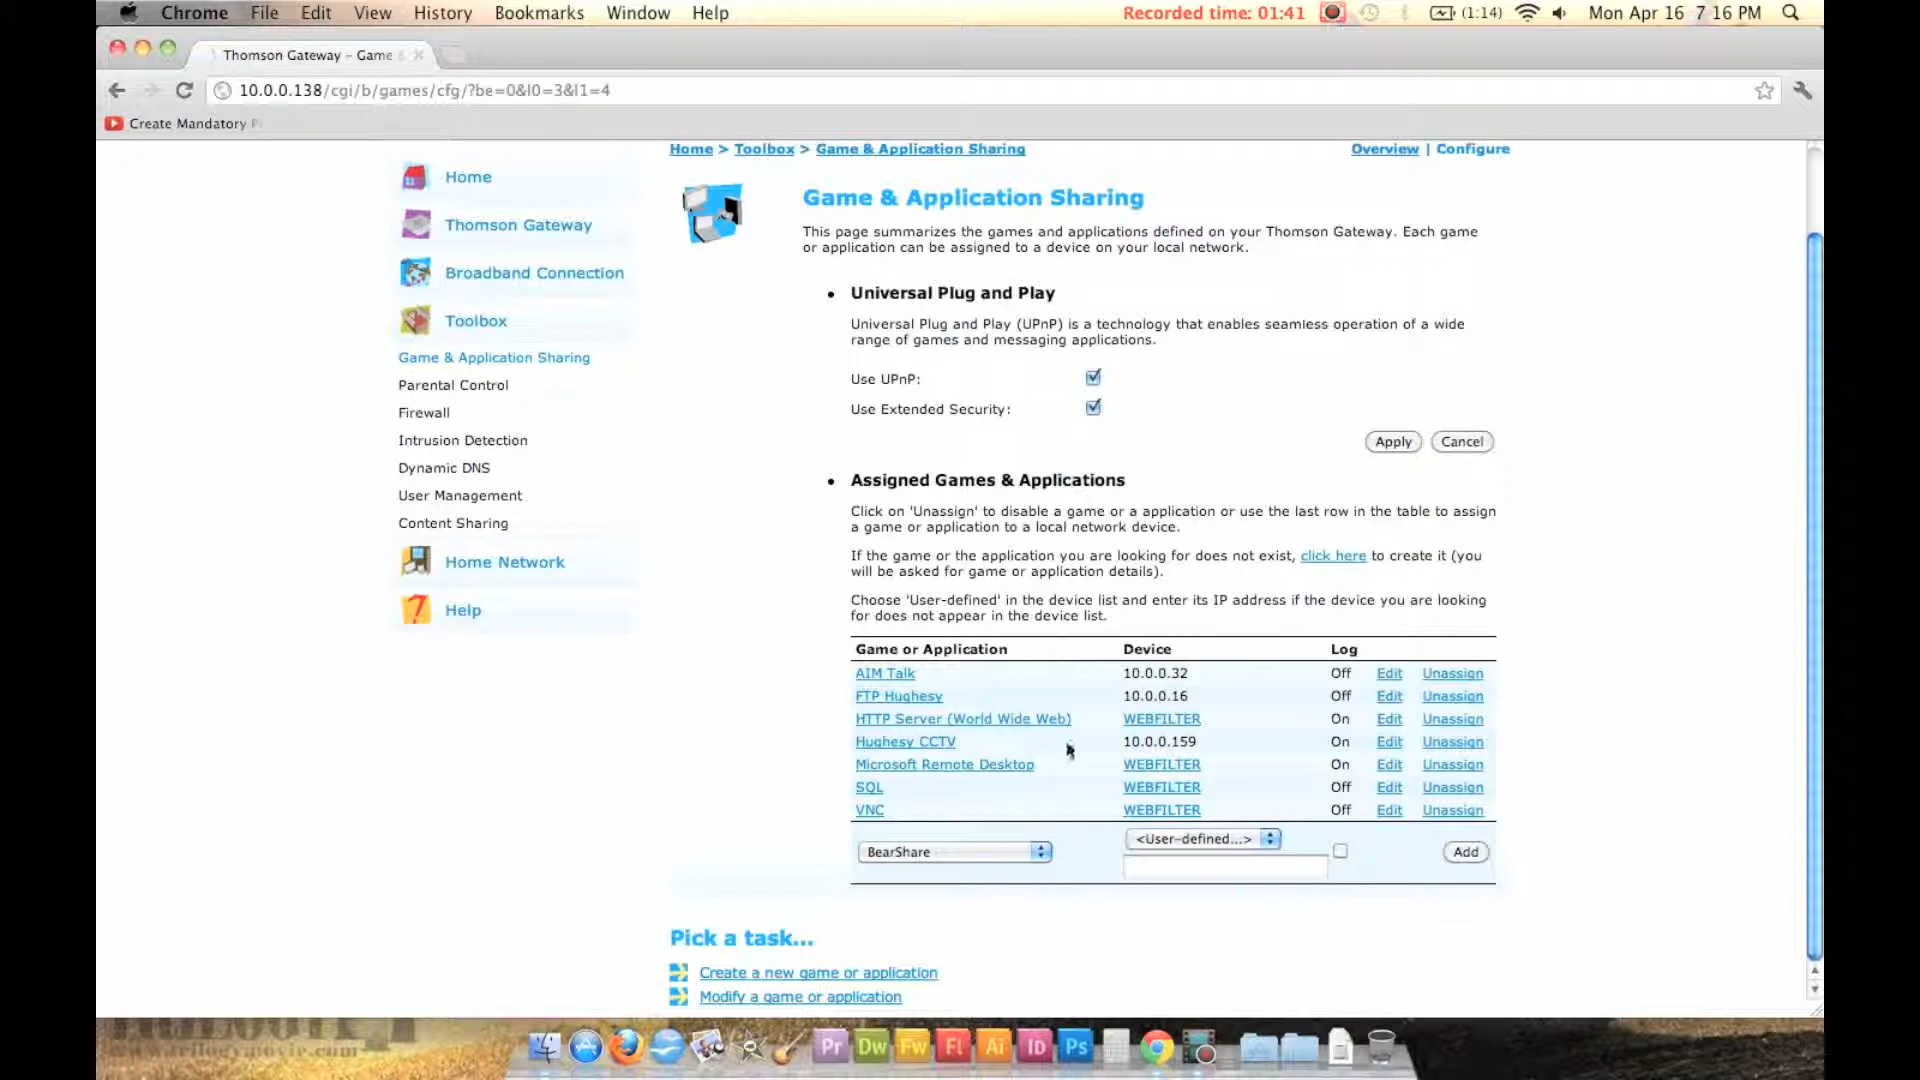 Chrome File Edit View History Bookmarks Window Help Recorded time: 01:41 (1:14) Mon Apr 16 7:16 PM
Thomson Gateway – Game
10.0.0.138/cgi/b/games/cfg/?be=0&l0=3&l1=4
Create Mandatory
Home > Toolbox > Game & Application Sharing Overview | Configure
Home
Thomson Gateway
Broadband Connection
Toolbox
Game & Application Sharing
Parental Control
Firewall
Intrusion Detection
Dynamic DNS
User Management
Content Sharing
Home Network
Help
Game & Application Sharing
This page summarizes the games and applications defined on your Thomson Gateway. Each game
or application can be assigned to a device on your local network.
• Universal Plug and Play
Universal Plug and Play (UPnP) is a technology that enables seamless operation of a wide
range of games and messaging applications.
Use UPnP:
Use Extended Security:
Apply Cancel
• Assigned Games & Applications
Click on 'Unassign' to disable a game or a application or use the last row in the table to assign
a game or application to a local network device.
If the game or the application you are looking for does not exist, click here to create it (you
will be asked for game or application details).
Choose 'User-defined' in the device list and enter its IP address if the device you are looking
for does not appear in the device list.
Game or Application Device Log
AIM Talk 10.0.0.32 Off Edit Unassign
FTP Hughesy 10.0.0.16 Off Edit Unassign
HTTP Server (World Wide Web) WEBFILTER On Edit Unassign
Hughesy CCTV 10.0.0.159 On Edit Unassign
Microsoft Remote Desktop WEBFILTER On Edit Unassign
SQL WEBFILTER Off Edit Unassign
VNC WEBFILTER Off Edit Unassign
BearShare <User-defined...> Add
Pick a task...
Create a new game or application
Modify a game or application
Pr Dw Fw Fl Ai Id Ps